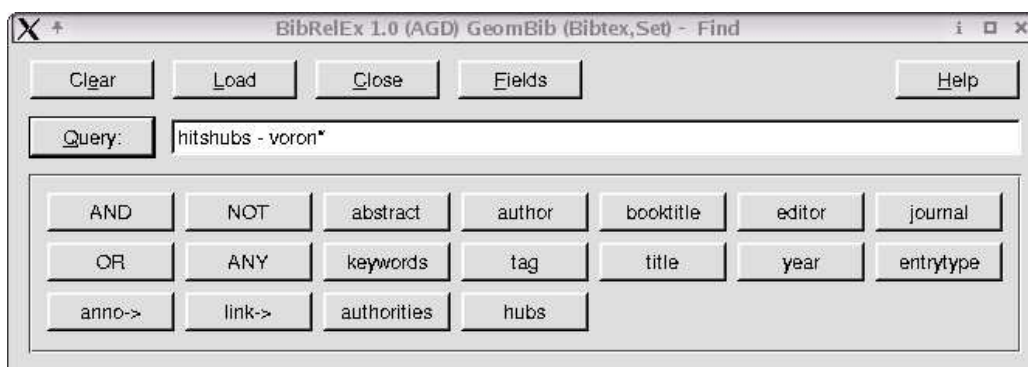 BibRelEx 1.0 (AGD) GeomBib (Bibtex,Set) - Find
Clear Load Close Fields Help
Query: hitshubs - voron*
AND NOT abstract author booktitle editor journal
OR ANY keywords tag title year entrytype
anno-> link-> authorities hubs